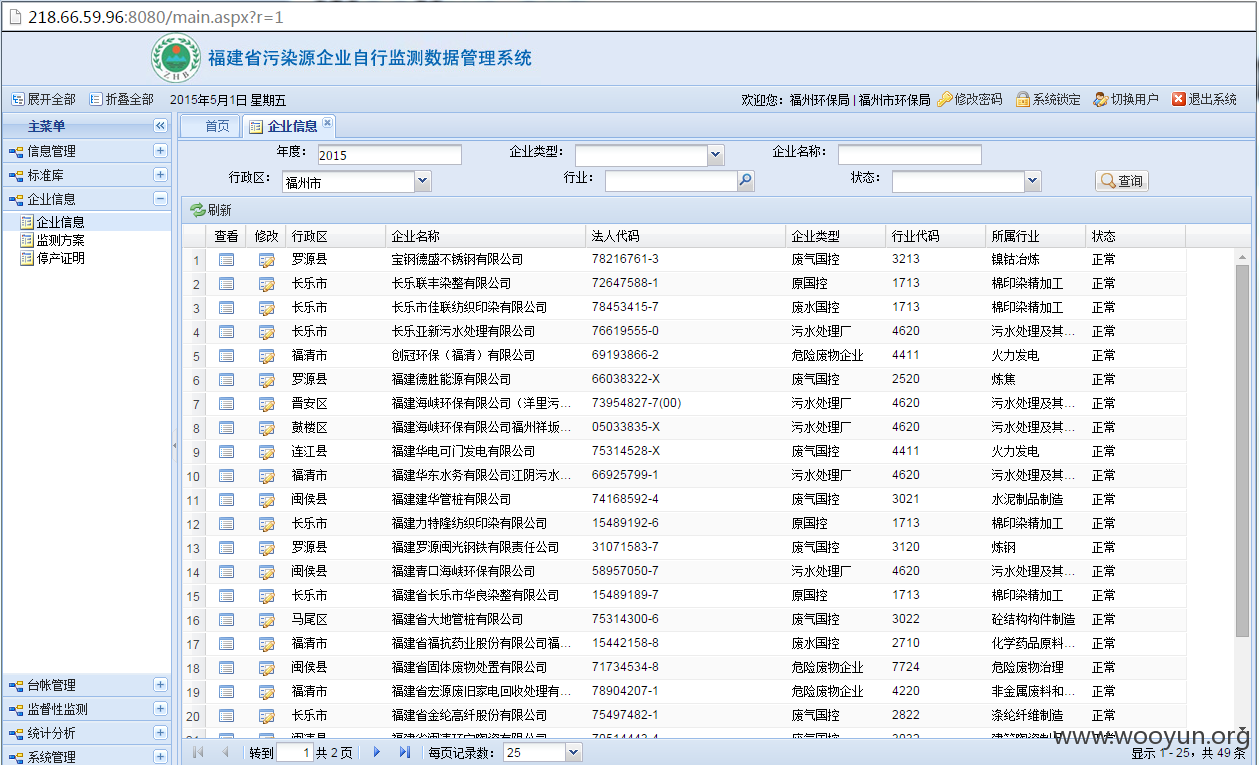 218.66.59.96:8080/main.aspx?r=1
福建省污染源企业自行监测数据管理系统
ZHB
展开全部 折叠全部 2015年5月1日 星期五 欢迎您：福州环保局 | 福州市环保局 修改密码 系统锁定 切换用户 退出系统
主菜单
信息管理
标准库
企业信息
企业信息
监测方案
停产证明
台帐管理
监督性监测
统计分析
系统管理
首页 企业信息
年度： 2015 企业类型： 企业名称：
行政区： 福州市 行业： 状态： 查询
刷新
查看 修改 行政区 企业名称 法人代码 企业类型 行业代码 所属行业 状态
1 罗源县 宝钢德盛不锈钢有限公司 78216761-3 废气国控 3213 镍钴冶炼 正常
2 长乐市 长乐联丰染整有限公司 72647588-1 原国控 1713 棉印染精加工 正常
3 长乐市 长乐市佳联纺织印染有限公司 78453415-7 废水国控 1713 棉印染精加工 正常
4 长乐市 长乐亚新污水处理有限公司 76619555-0 污水处理厂 4620 污水处理及其... 正常
5 福清市 创冠环保（福清）有限公司 69193866-2 危险废物企业 4411 火力发电 正常
6 罗源县 福建德胜能源有限公司 66038322-X 废气国控 2520 炼焦 正常
7 晋安区 福建海峡环保有限公司（洋里污... 73954827-7(00) 污水处理厂 4620 污水处理及其... 正常
8 鼓楼区 福建海峡环保有限公司福州祥坂... 05033835-X 污水处理厂 4620 污水处理及其... 正常
9 连江县 福建华电可门发电有限公司 75314528-X 废气国控 4411 火力发电 正常
10 福清市 福建华东水务有限公司江阴污水... 66925799-1 污水处理厂 4620 污水处理及其... 正常
11 闽侯县 福建建华管桩有限公司 74168592-4 废气国控 3021 水泥制品制造 正常
12 长乐市 福建力特隆纺织印染有限公司 15489192-6 原国控 1713 棉印染精加工 正常
13 罗源县 福建罗源闽光钢铁有限责任公司 31071583-7 废气国控 3120 炼钢 正常
14 闽侯县 福建青口海峡环保有限公司 58957050-7 污水处理厂 4620 污水处理及其... 正常
15 长乐市 福建省长乐市华良染整有限公司 15489189-7 原国控 1713 棉印染精加工 正常
16 马尾区 福建省大地管桩有限公司 75314300-6 废气国控 3022 砼结构构件制造 正常
17 福清市 福建省福抗药业股份有限公司福... 15442158-8 废水国控 2710 化学药品原料... 正常
18 闽侯县 福建省固体废物处置有限公司 71734534-8 危险废物企业 7724 危险废物治理 正常
19 福清市 福建省宏源废旧家电回收处理有... 78904207-1 危险废物企业 4220 非金属废料和... 正常
20 长乐市 福建省金纶高纤股份有限公司 75497482-1 废气国控 2822 涤纶纤维制造 正常
转到 1 共 2 页 每页记录数： 25 显示 1 - 25，共 49 条
www.wooyun.org